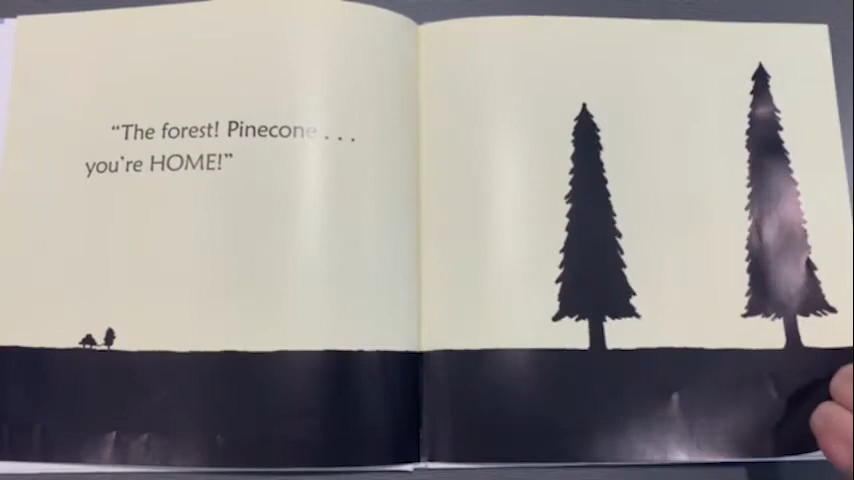 “The forest! Pinecone . . .
you’re HOME!”